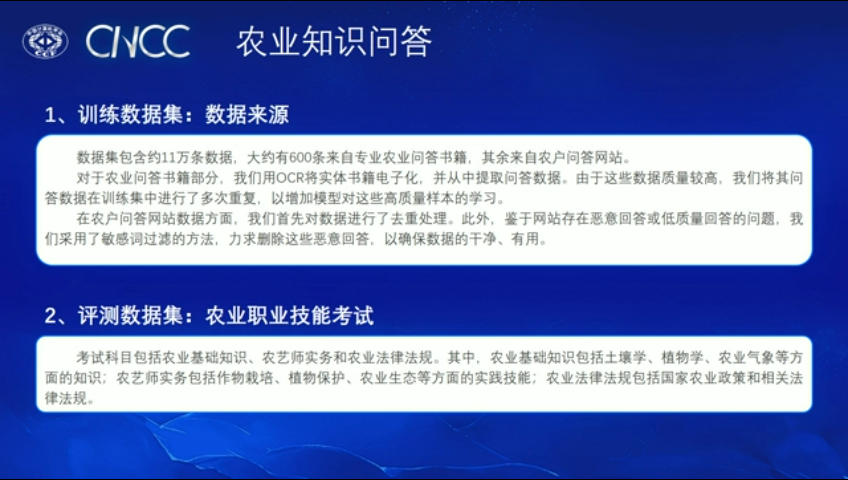 CNCC
农业知识问答
1、训练数据集：数据来源
数据集包含约11万条数据，大约有600条来自专业农业问答书籍，其余来自农户问答网站。
对于农业问答书籍部分，我们用OCR将实体书籍电子化，并从中提取问答数据。由于这些数据质量较高，我们将其问
答数据在训练集中进行了多次重复，以增加模型对这些高质量样本的学习。
在农户问答网站数据方面，我们首先对数据进行了去重处理。此外，鉴于网站存在恶意回答或低质量回答的问题，我
们采用了敏感词过滤的方法，力求删除这些恶意回答，以确保数据的干净、有用。
2、评测数据集：农业职业技能考试
考试科目包括农业基础知识、农艺师实务和农业法律法规。其中，农业基础知识包括土壤学、植物学、农业气象等方
面的知识；农艺师实务包括作物栽培、植物保护、农业生态等方面的实践技能；农业法律法规包括国家农业政策和相关法
律法规。